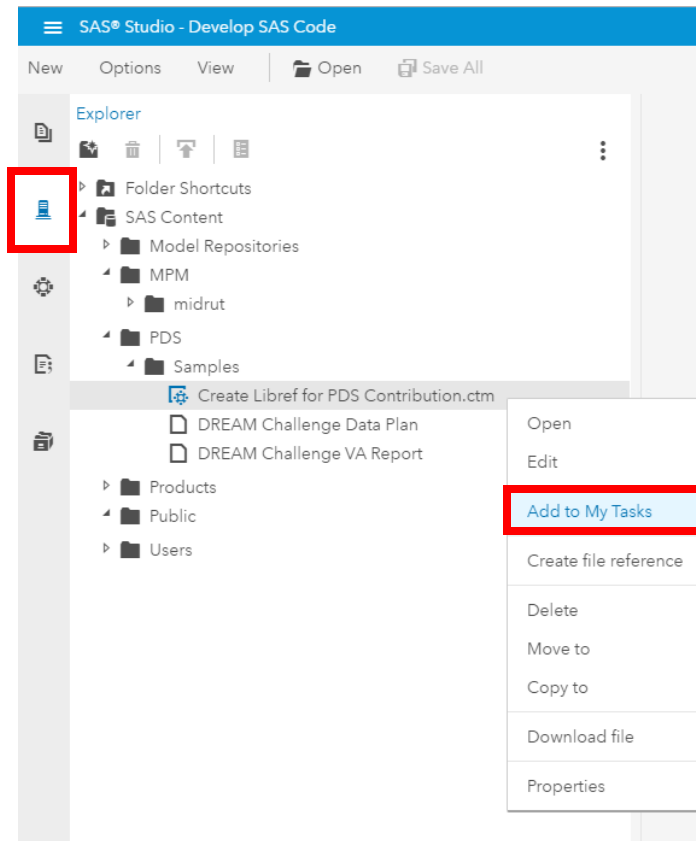 SAS® Studio - Develop SAS Code
New Options View Open Save All
Explorer
Folder Shortcuts
SAS Content
Model Repositories
MPM
midrut
PDS
Samples
Create Libref for PDS Contribution.ctm
DREAM Challenge Data Plan
DREAM Challenge VA Report
Products
Public
Users
Open
Edit
Add to My Tasks
Create file reference
Delete
Move to
Copy to
Download file
Properties